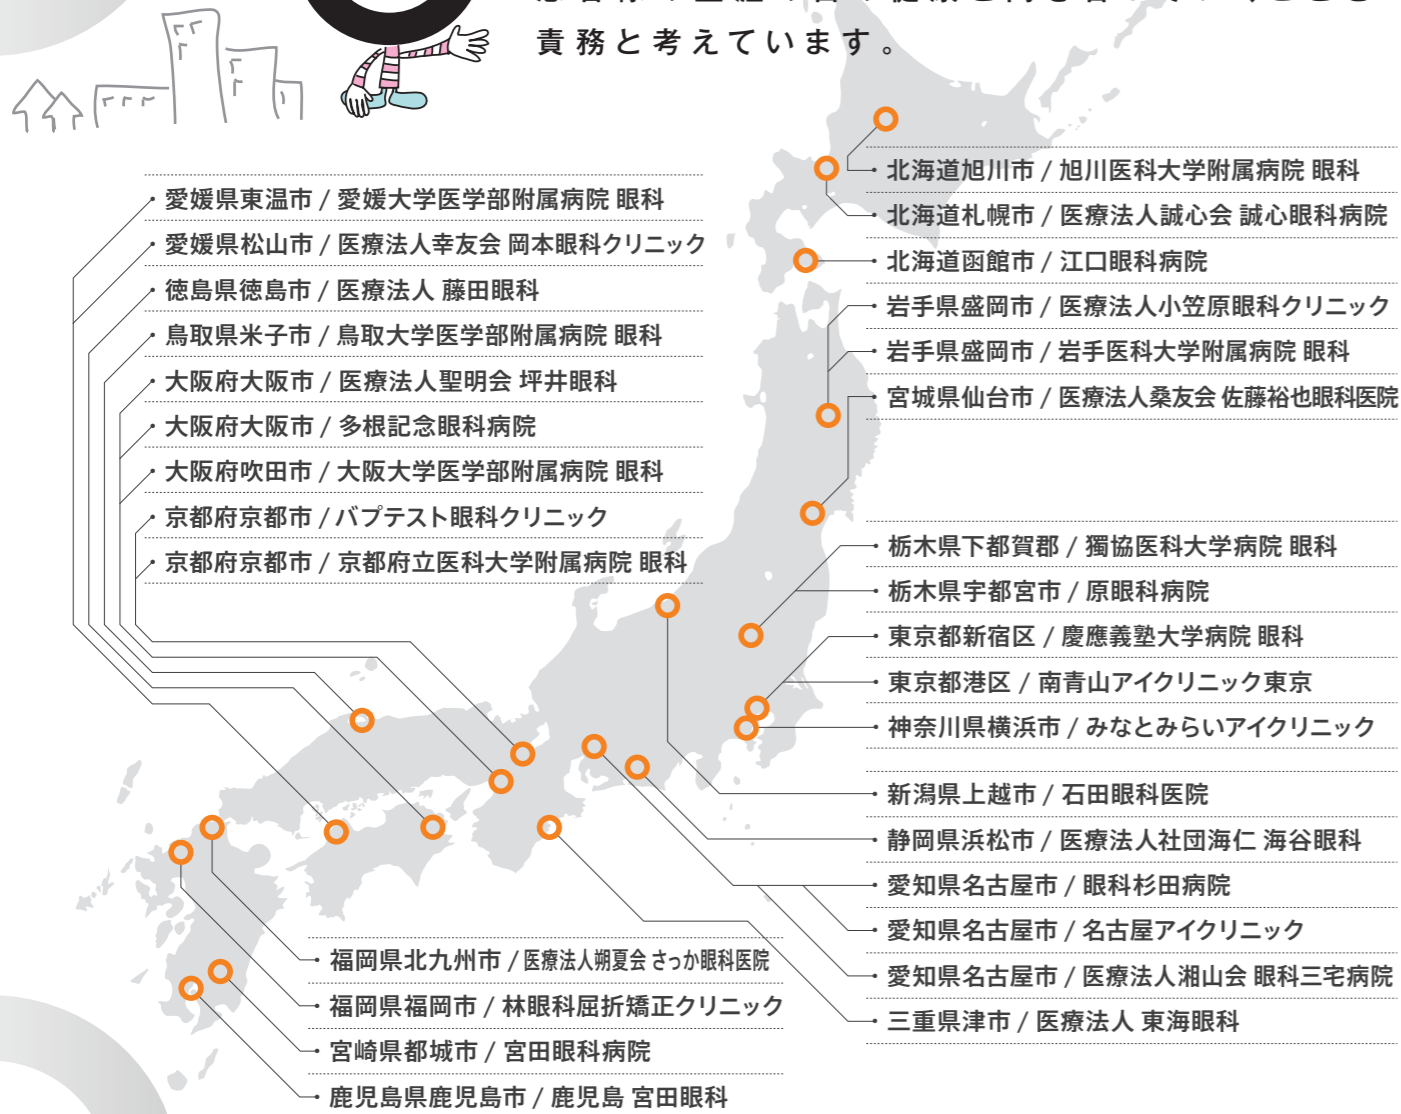 責務と考えています。
愛媛県東温市 / 愛媛大学医学部附属病院 眼科
愛媛県松山市 / 医療法人幸友会 岡本眼科クリニック
徳島県徳島市 / 医療法人 藤田眼科
鳥取県米子市 / 鳥取大学医学部附属病院 眼科
大阪府大阪市 / 医療法人聖明会 坪井眼科
大阪府大阪市 / 多根記念眼科病院
大阪府吹田市 / 大阪大学医学部附属病院 眼科
京都府京都市 / バプテスト眼科クリニック
京都府京都市 / 京都府立医科大学附属病院 眼科
北海道旭川市 / 旭川医科大学附属病院 眼科
北海道札幌市 / 医療法人誠心会 誠心眼科病院
北海道函館市 / 江口眼科病院
岩手県盛岡市 / 医療法人小笠原眼科クリニック
岩手県盛岡市 / 岩手医科大学附属病院 眼科
宮城県仙台市 / 医療法人桑友会 佐藤裕也眼科医院
栃木県下都賀郡 / 獨協医科大学病院 眼科
栃木県宇都宮市 / 原眼科病院
東京都新宿区 / 慶應義塾大学病院 眼科
東京都港区 / 南青山アイクリニック東京
神奈川県横浜市 / みなとみらいアイクリニック
新潟県上越市 / 石田眼科医院
静岡県浜松市 / 医療法人社団海仁 海谷眼科
愛知県名古屋市 / 眼科杉田病院
愛知県名古屋市 / 名古屋アイクリニック
愛知県名古屋市 / 医療法人湘山会 眼科三宅病院
三重県津市 / 医療法人 東海眼科
福岡県北九州市 / 医療法人朔夏会 さっか眼科医院
福岡県福岡市 / 林眼科屈折矯正クリニック
宮崎県都城市 / 宮田眼科病院
鹿児島県鹿児島市 / 鹿児島 宮田眼科